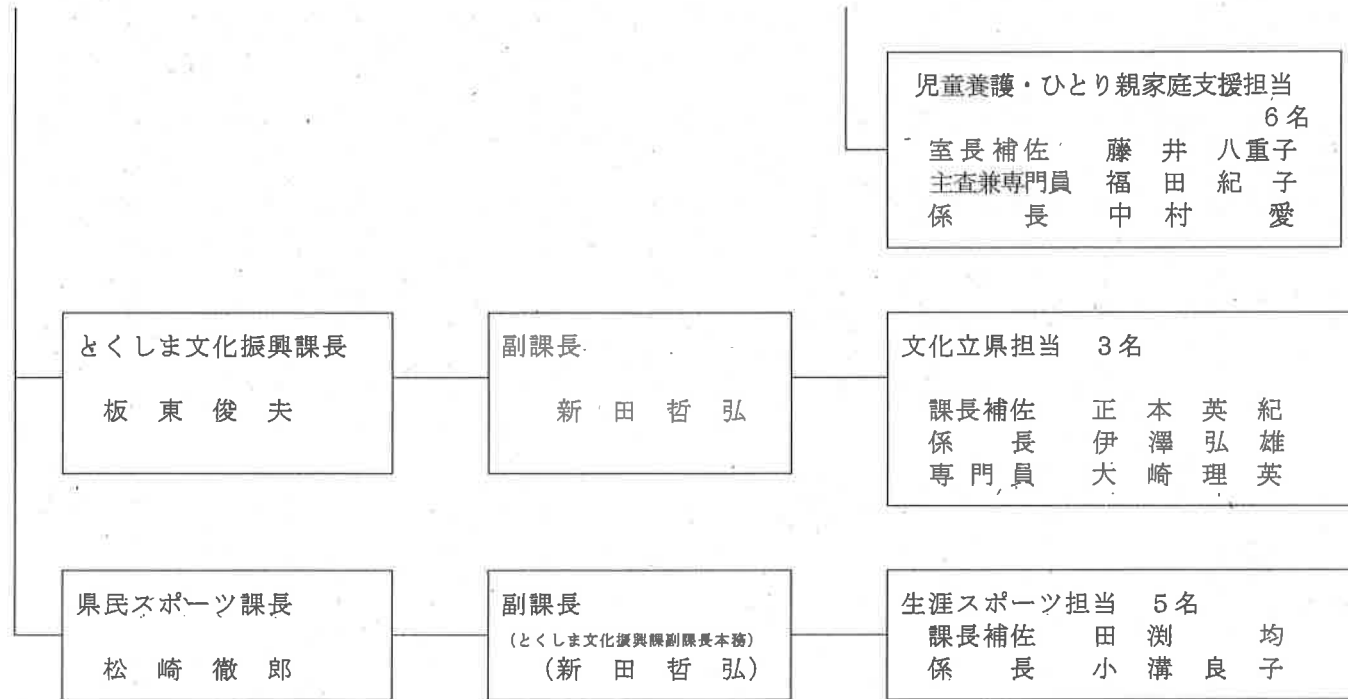 児童養護・ひとり親家庭支援担当
6名
室長補佐 藤井八重子
主査兼専門員 福田紀子
係長 中村愛
とくしま文化振興課長
板東俊夫
副課長
新田哲弘
文化立県担当 3名
課長補佐 正本英紀
係長 伊澤弘雄
専門員 大崎理英
県民スポーツ課長
松崎徹郎
副課長
(とくしま文化振興課副課長本務)
(新田哲弘)
生涯スポーツ担当 5名
課長補佐 田渕均
係長 小溝良子